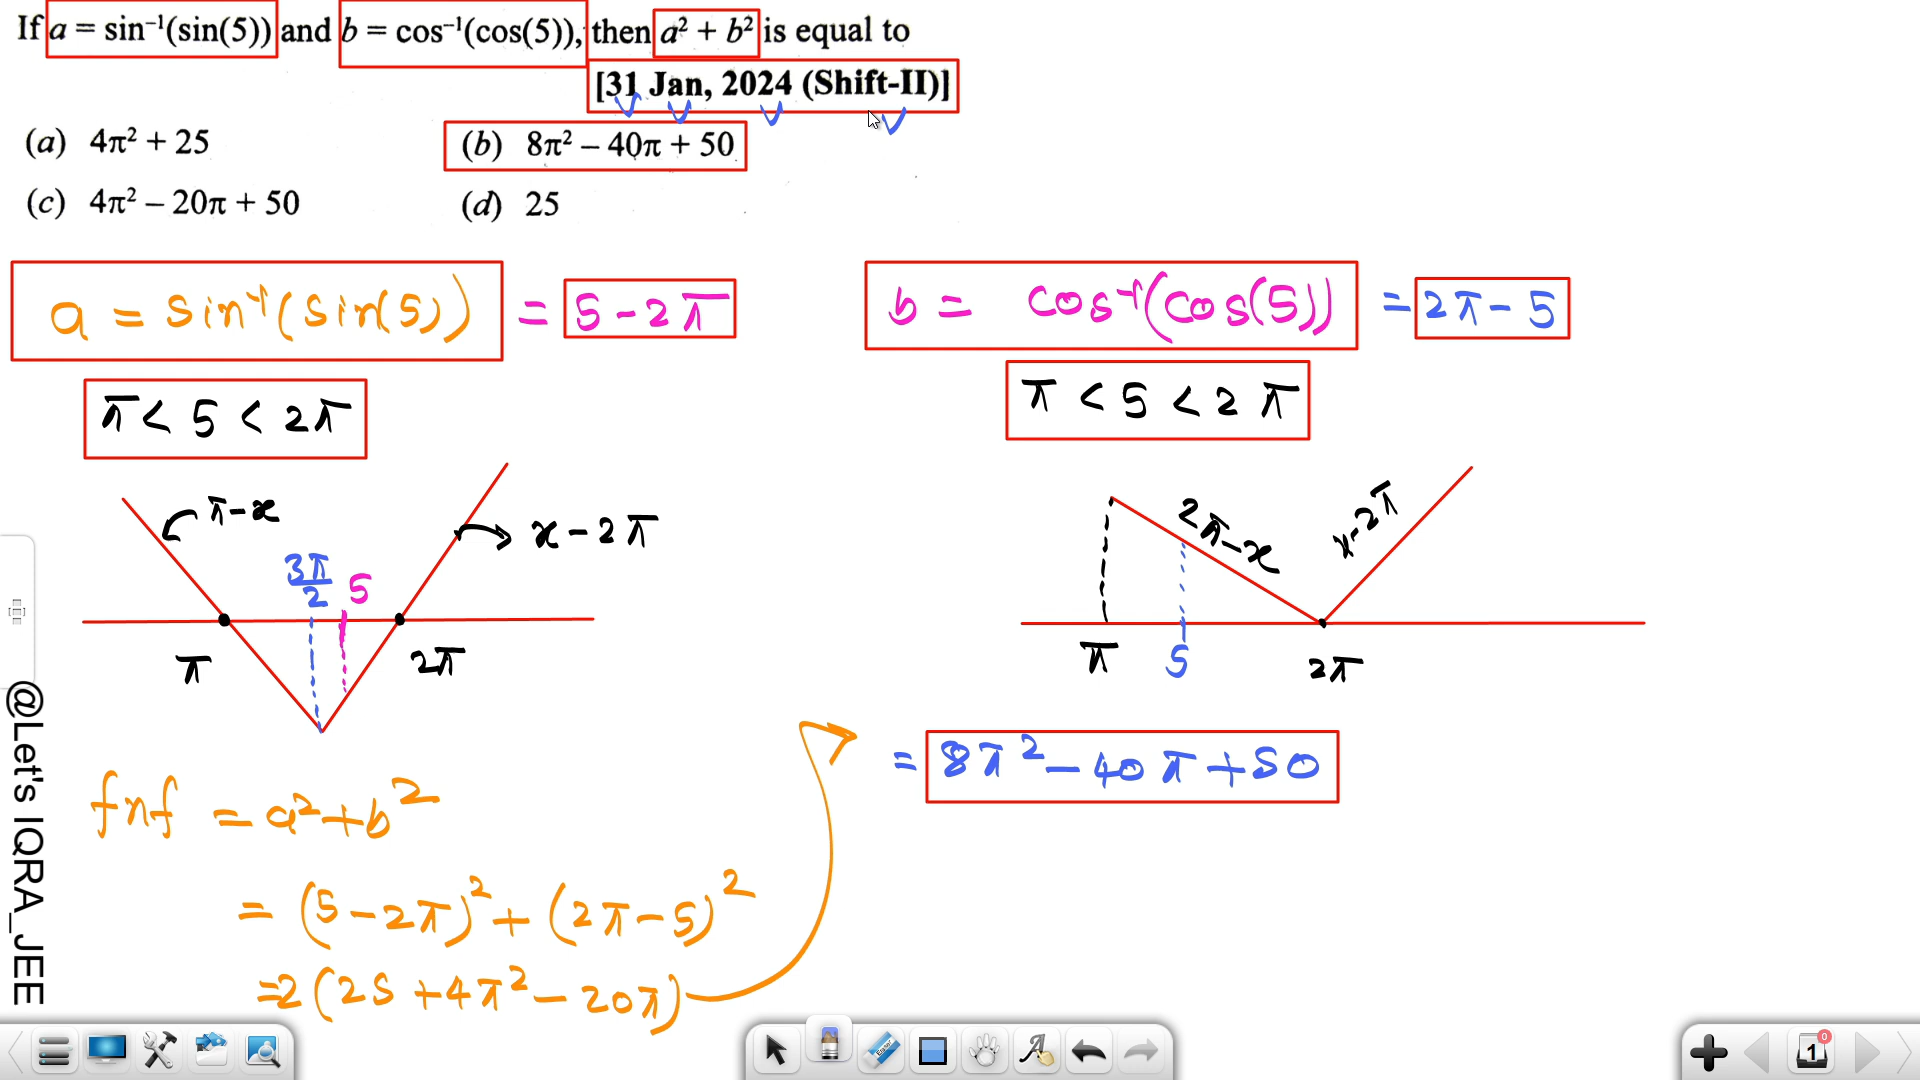 If a = sin⁻¹(sin(5)) and b = cos⁻¹(cos(5)), then a² + b² is equal to
[31 Jan, 2024 (Shift-II)]
(a) 4π² + 25
(b) 8π² – 40π + 50
(c) 4π² – 20π + 50
(d) 25
a = sin⁻¹(sin(5)) = 5 - 2π
π < 5 < 2π
π - x
x - 2π
3π/2
5
π
2π
b = cos⁻¹(cos(5)) = 2π - 5
π < 5 < 2π
2π - x
x - 2π
π
5
2π
fnf = a² + b²
= (5 - 2π)² + (2π - 5)²
= 2(25 + 4π² - 20π)
= 8π² - 40π + 50
@Let's IQRA_JEE
Eraser
A
1
0